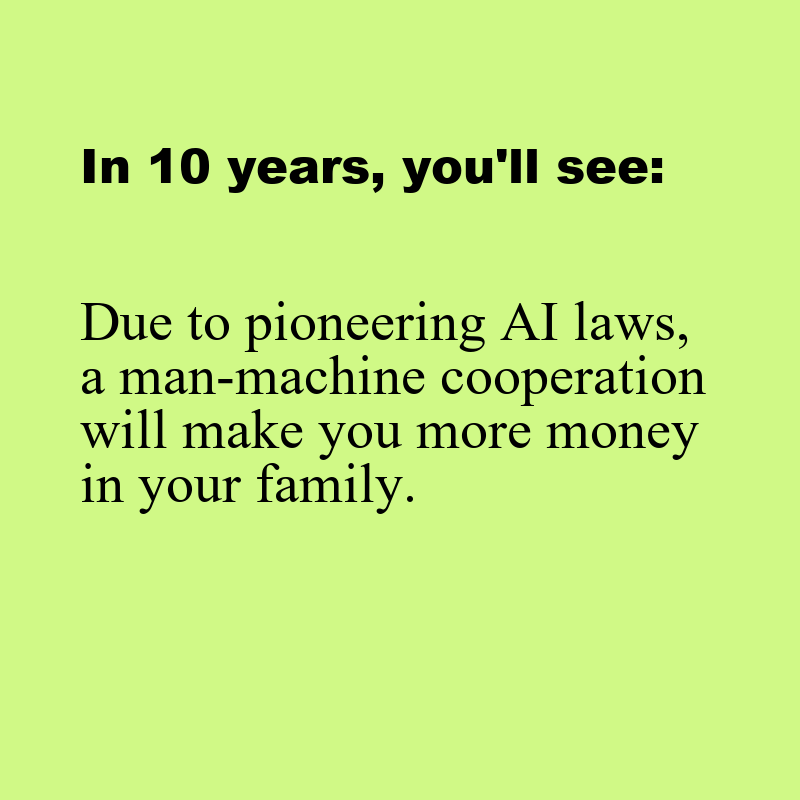 In 10 years, you'll see:
Due to pioneering AI laws,
a man-machine cooperation
will make you more money
in your family.